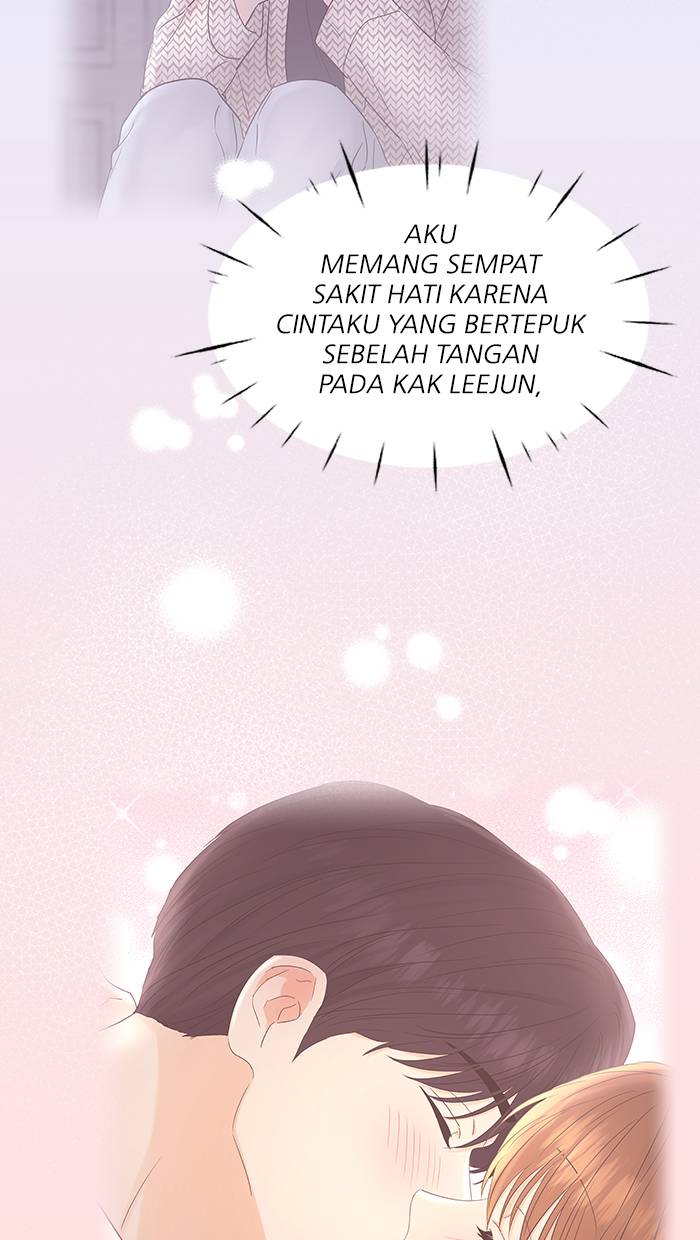 AKU
MEMANG SEMPAT
SAKIT HATI KARENA
CINTAKU YANG BERTEPUK
SEBELAH TANGAN
PADA KAK LEEJUN,